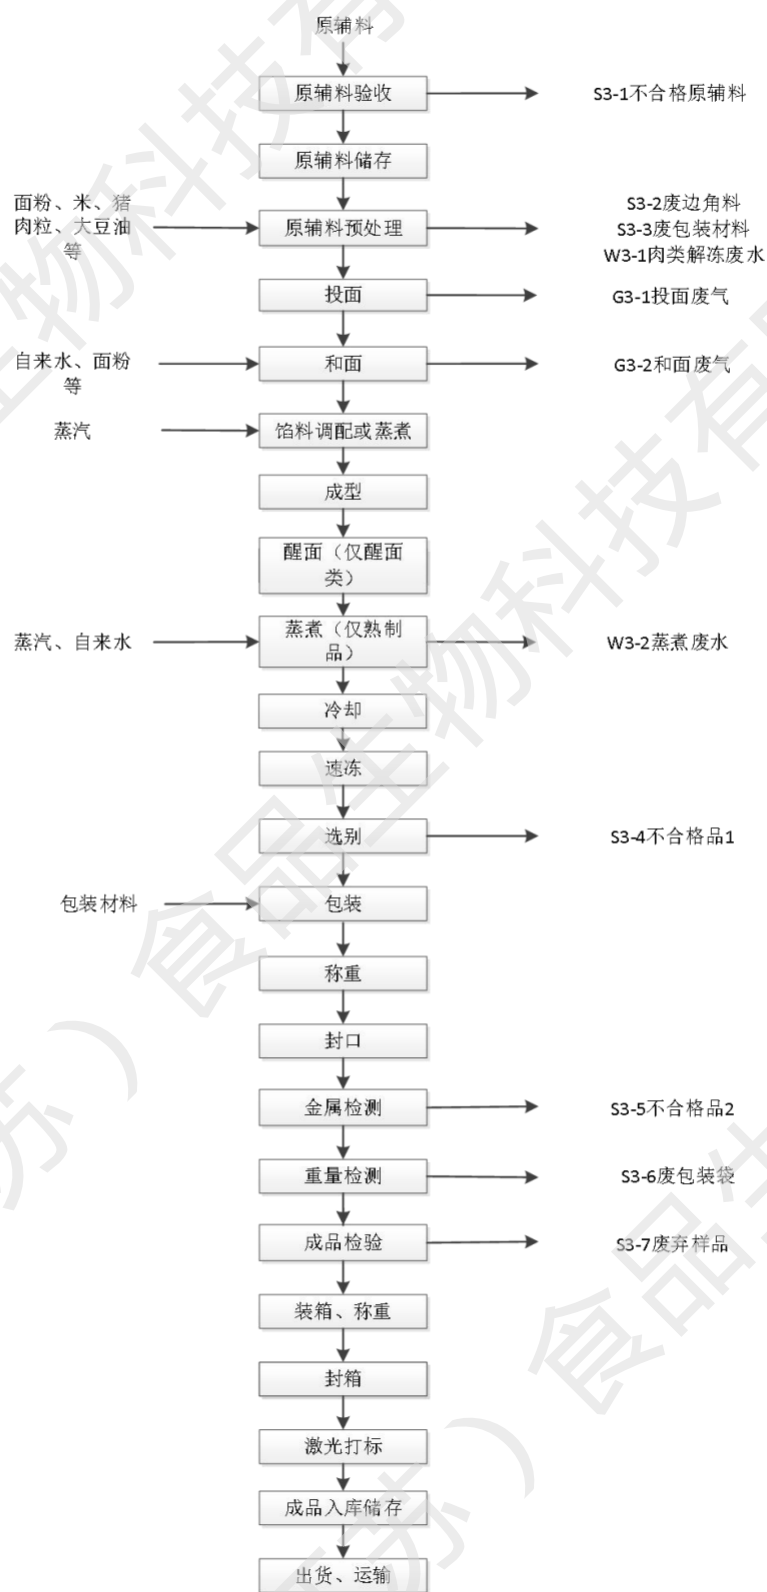 原辅料
原辅料验收
S3-1不合格原辅料
原辅料储存
面粉、米、猪
肉粒、大豆油
等
原辅料预处理
S3-2废边角料
S3-3废包装材料
W3-1肉类解冻废水
投面
G3-1投面废气
自来水、面粉
等
和面
G3-2和面废气
蒸汽
馅料调配或蒸煮
成型
醒面（仅醒面
类）
蒸汽、自来水
蒸煮（仅熟制
品）
W3-2蒸煮废水
冷却
速冻
选别
S3-4不合格品1
包装材料
包装
称重
封口
金属检测
S3-5不合格品2
重量检测
S3-6废包装袋
成品检验
S3-7废弃样品
装箱、称重
封箱
激光打标
成品入库储存
出货、运输
苏）食品生物科技有